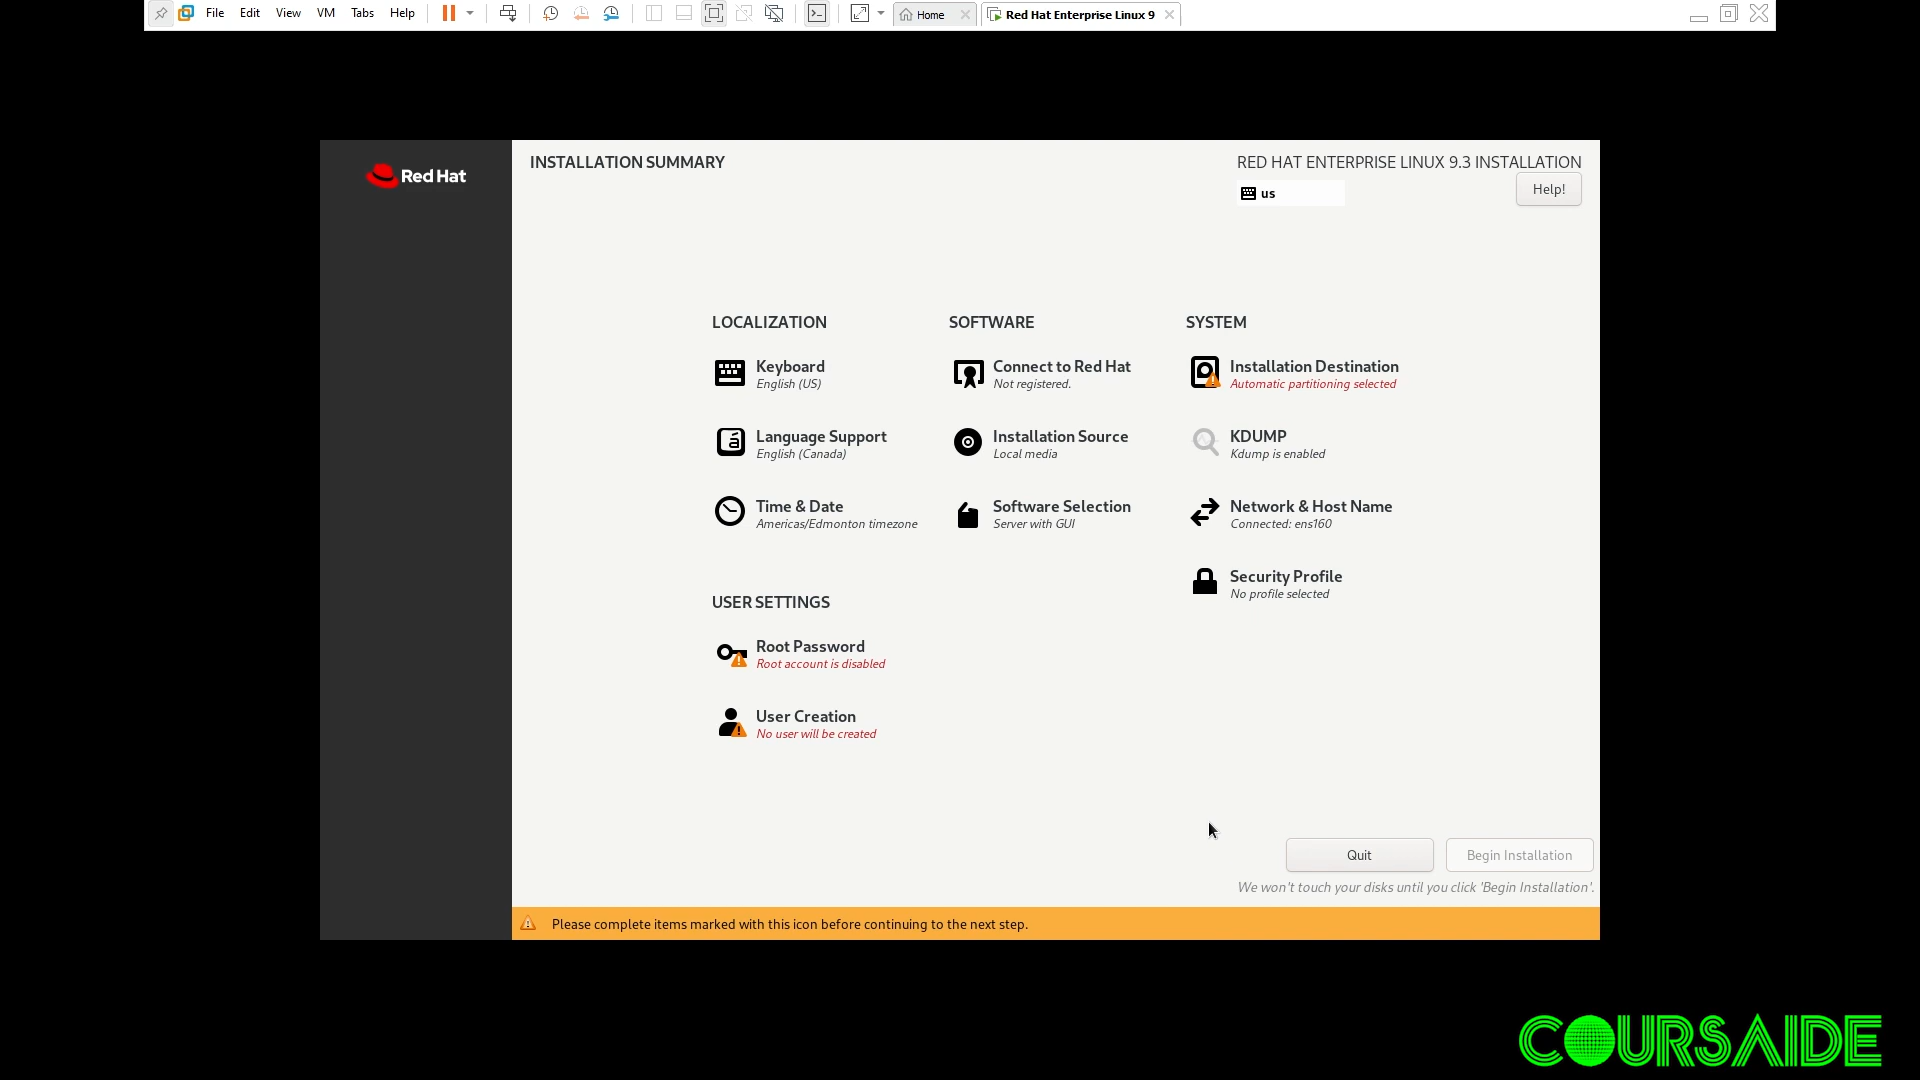 File Edit View VM Tabs Help
Home
Red Hat Enterprise Linux 9
Red Hat
INSTALLATION SUMMARY
RED HAT ENTERPRISE LINUX 9.3 INSTALLATION
us
Help!
LOCALIZATION
Keyboard
English (US)
Language Support
English (Canada)
Time & Date
Americas/Edmonton timezone
SOFTWARE
Connect to Red Hat
Not registered.
Installation Source
Local media
Software Selection
Server with GUI
SYSTEM
Installation Destination
Automatic partitioning selected
KDUMP
Kdump is enabled
Network & Host Name
Connected: ens160
Security Profile
No profile selected
USER SETTINGS
Root Password
Root account is disabled
User Creation
No user will be created
Quit
Begin Installation
We won't touch your disks until you click 'Begin Installation'.
Please complete items marked with this icon before continuing to the next step.
COURSAIDE